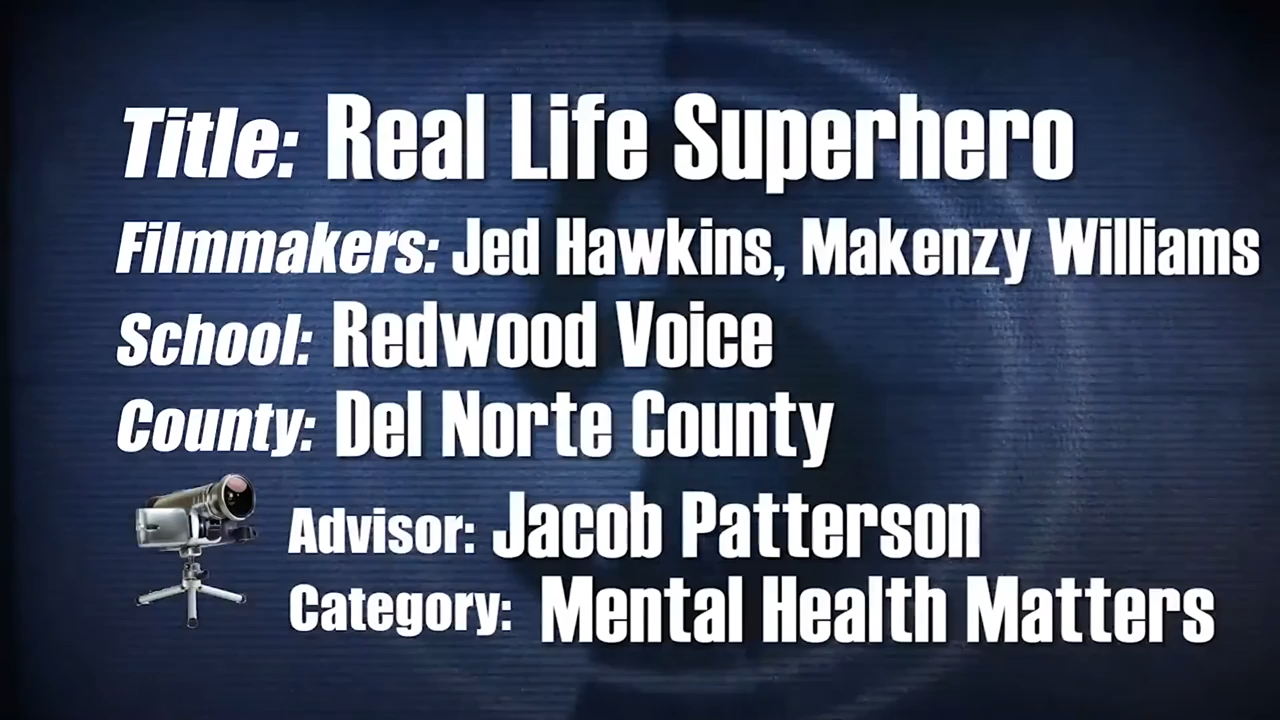 Title: Real Life Superhero
Filmmakers: Jed Hawkins, Makenzy Williams
School: Redwood Voice
County: Del Norte County
Advisor: Jacob Patterson
Category: Mental Health Matters